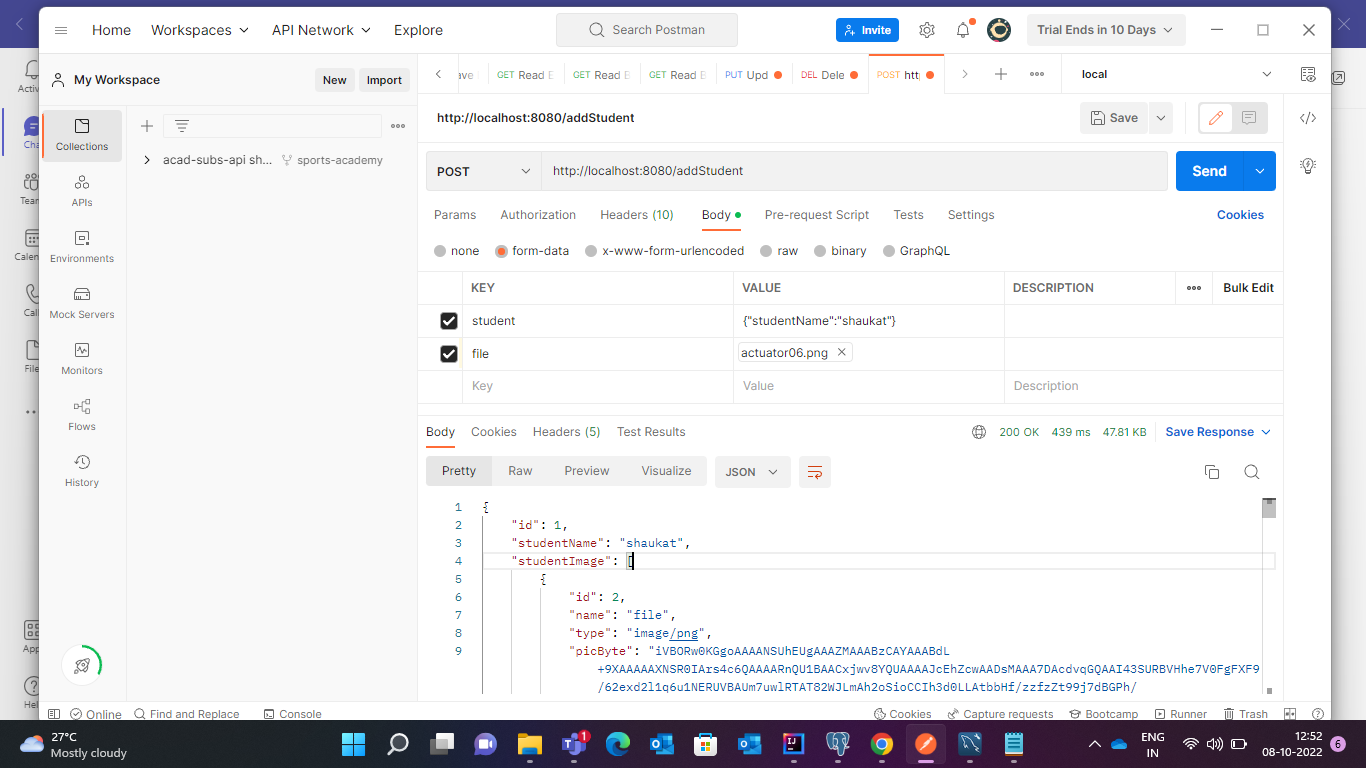 Home Workspaces API Network Explore Search Postman Invite Trial Ends in 10 Days
My Workspace New Import
ave GET Read E GET Read E GET Read E PUT Upd DEL Dele POST htt local
http://localhost:8080/addStudent Save
Collections
acad-subs-api sh... sports-academy
POST http://localhost:8080/addStudent Send
APIs
Params Authorization Headers (10) Body Pre-request Script Tests Settings Cookies
Environments
none form-data x-www-form-urlencoded raw binary GraphQL
KEY VALUE DESCRIPTION Bulk Edit
Mock Servers
student {"studentName":"shaukat"}
file actuator06.png
Monitors
Key Value Description
Flows
Body Cookies Headers (5) Test Results 200 OK 439 ms 47.81 KB Save Response
History
Pretty Raw Preview Visualize JSON
1 {
2 "id": 1,
3 "studentName": "shaukat",
4 "studentImage": [
5 {
6 "id": 2,
7 "name": "file",
8 "type": "image/png",
9 "picByte": "iVBORw0KGgoAAAANSUhEUgAAAZMAAABzCAYAAABdL
+9XAAAAAXNSR0IArs4c6QAAAARnQU1BAACxjwv8YQUAAAAJcEhZcwAADsMAAA7DAcdvqGQAAI43SURBVHhe7V0FgFXF9
/62exd2l1q6u1NERUVBAUm7uwlRTAT82WJLmAh2oSioCCIh3d0LLAtbbHf/zzfzZt99j7dBGPh/
Online Find and Replace Console Cookies Capture requests Bootcamp Runner Trash
27°C
Mostly cloudy
1
ENG
IN
12:52
08-10-2022
6